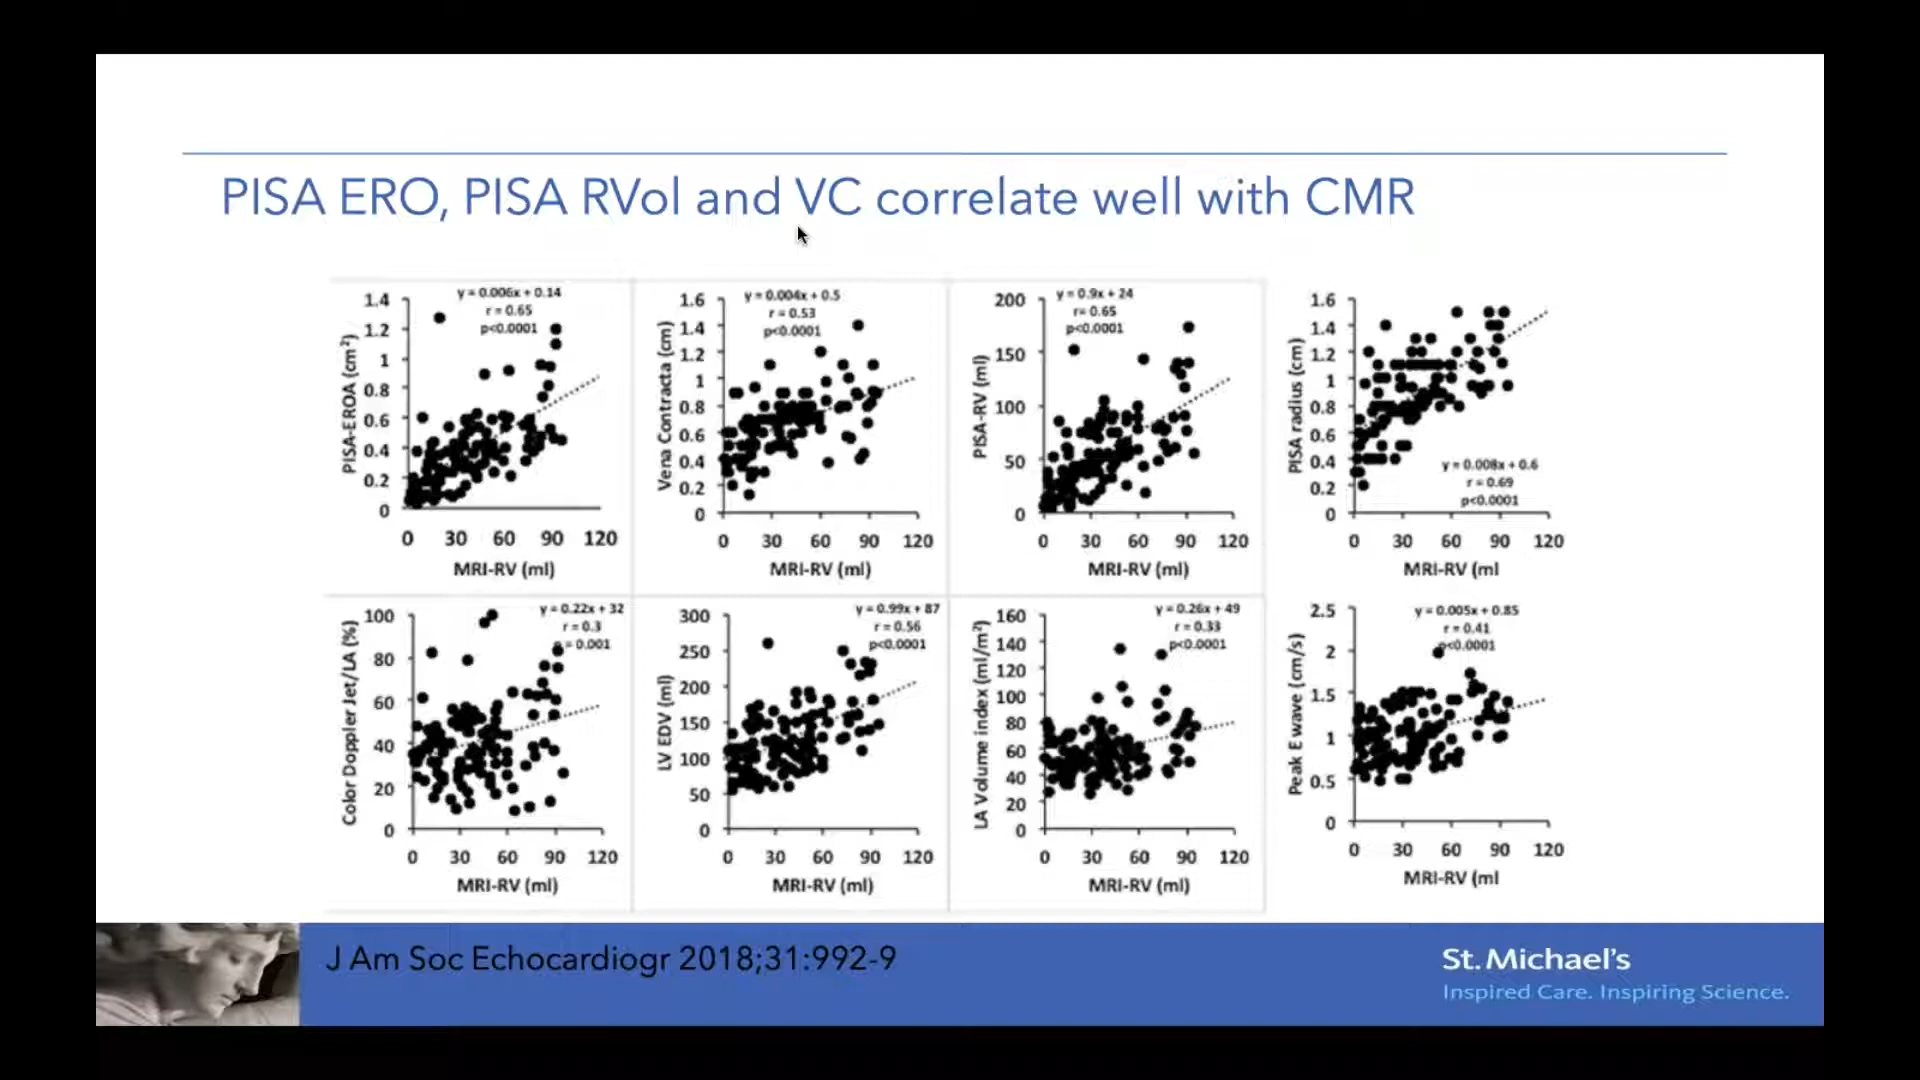 PISA ERO, PISA RVol and VC correlate well with CMR
y = 0.006x + 0.14
r = 0.65
p<0.0001
PISA-EROA (cm²)
1.4
1.2
1
0.8
0.6
0.4
0.2
0
0 30 60 90 120
MRI-RV (ml)
y = 0.004x + 0.5
r = 0.53
p<0.0001
Vena Contracta (cm)
1.6
1.4
1.2
1
0.8
0.6
0.4
0.2
0
0 30 60 90 120
MRI-RV (ml)
y = 0.9x + 24
r= 0.65
p<0.0001
PISA-RV (ml)
200
150
100
50
0
0 30 60 90 120
MRI-RV (ml)
PISA radius (cm)
1.6
1.4
1.2
1
0.8
0.6
0.4
0.2
0
y = 0.008x + 0.6
r = 0.69
p<0.0001
0 30 60 90 120
MRI-RV (ml
y = 0.22x + 32
r = 0.3
= 0.001
Color Doppler Jet/LA (%)
100
80
60
40
20
0
0 30 60 90 120
MRI-RV (ml)
y = 0.99x + 87
r = 0.56
p<0.0001
LV EDV (ml)
300
250
200
150
100
50
0
0 30 60 90 120
MRI-RV (ml)
y = 0.26x + 49
r = 0.33
p<0.0001
LA Volume index (ml/m²)
160
140
120
100
80
60
40
20
0
0 30 60 90 120
MRI-RV (ml)
y = 0.005x + 0.85
r = 0.41
p<0.0001
Peak E wave (cm/s)
2.5
2
1.5
1
0.5
0
0 30 60 90 120
MRI-RV (ml
J Am Soc Echocardiogr 2018;31:992-9
St. Michael's
Inspired Care. Inspiring Science.